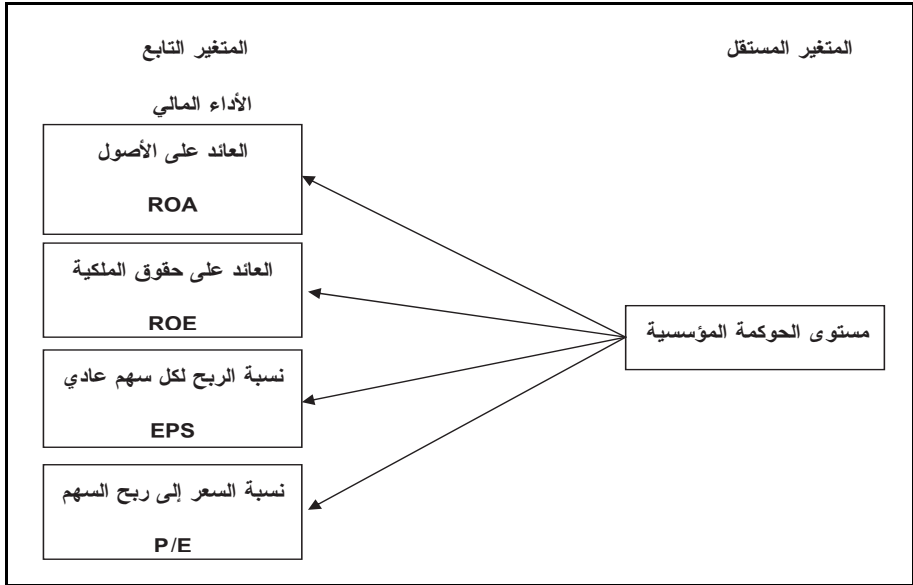 المتغير المستقل
المتغير التابع
الأداء المالي
العائد على الأصول
ROA
العائد على حقوق الملكية
ROE
مستوى الحوكمة المؤسسية
نسبة الربح لكل سهم عادي
EPS
نسبة السعر إلى ربح السهم
P/E